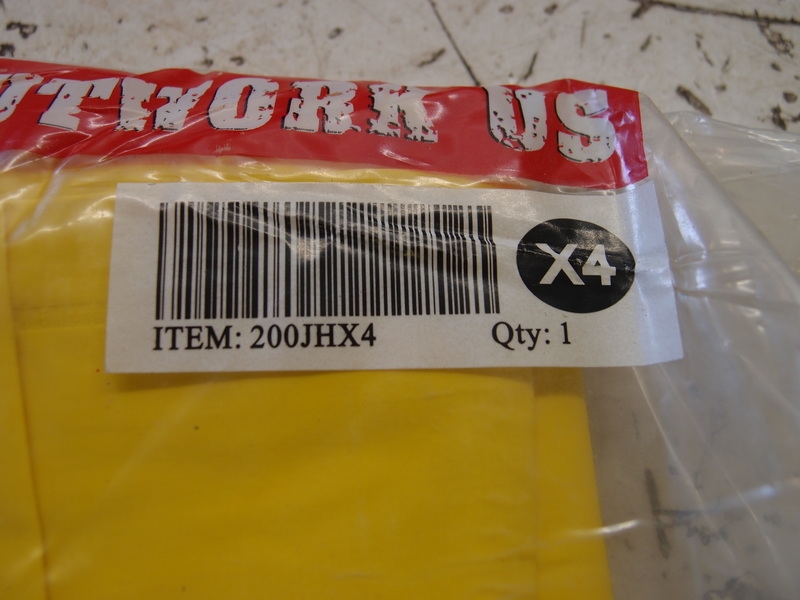 UTWORK US
X4
ITEM: 200JHX4 Qty: 1